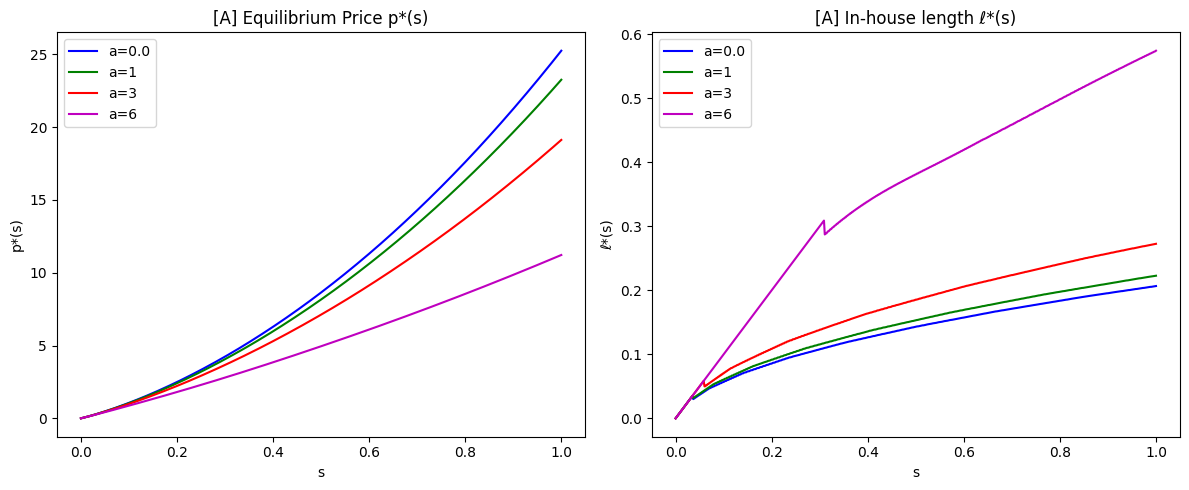 [A] Equilibrium Price p*(s)
a=0.0
a=1
a=3
a=6
25
20
15
10
5
0
p*(s)
0.0 0.2 0.4 0.6 0.8 1.0
s
[A] In-house length ℓ*(s)
a=0.0
a=1
a=3
a=6
0.6
0.5
0.4
0.3
0.2
0.1
0.0
ℓ*(s)
0.0 0.2 0.4 0.6 0.8 1.0
s